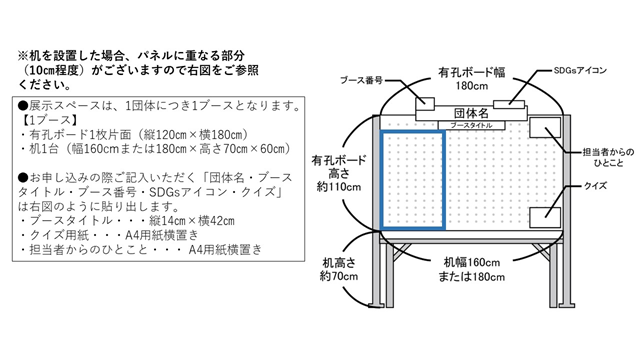 ※机を設置した場合、パネルに重なる部分
（10㎝程度）がございますので右図をご参照
ください。
●展示スペースは、1団体につき1ブースとなります。
【1ブース】
・有孔ボード1枚片面（縦120㎝×横180㎝）
・机1台（幅160㎝または180㎝×高さ70㎝×60㎝）
●お申し込みの際ご記入いただく「団体名・ブース
タイトル・ブース番号・SDGsアイコン・クイズ」
は右図のように貼り出します。
・ブースタイトル・・・縦14㎝×横42㎝
・クイズ用紙・・・A4用紙横置き
・担当者からのひとこと・・・ A4用紙横置き
有孔ボード幅
180cm
ブース番号
SDGsアイコン
団体名
ブースタイトル
担当者からの
ひとこと
有孔ボード
高さ
約110cm
クイズ
机高さ
約70cm
机幅160cm
または180cm